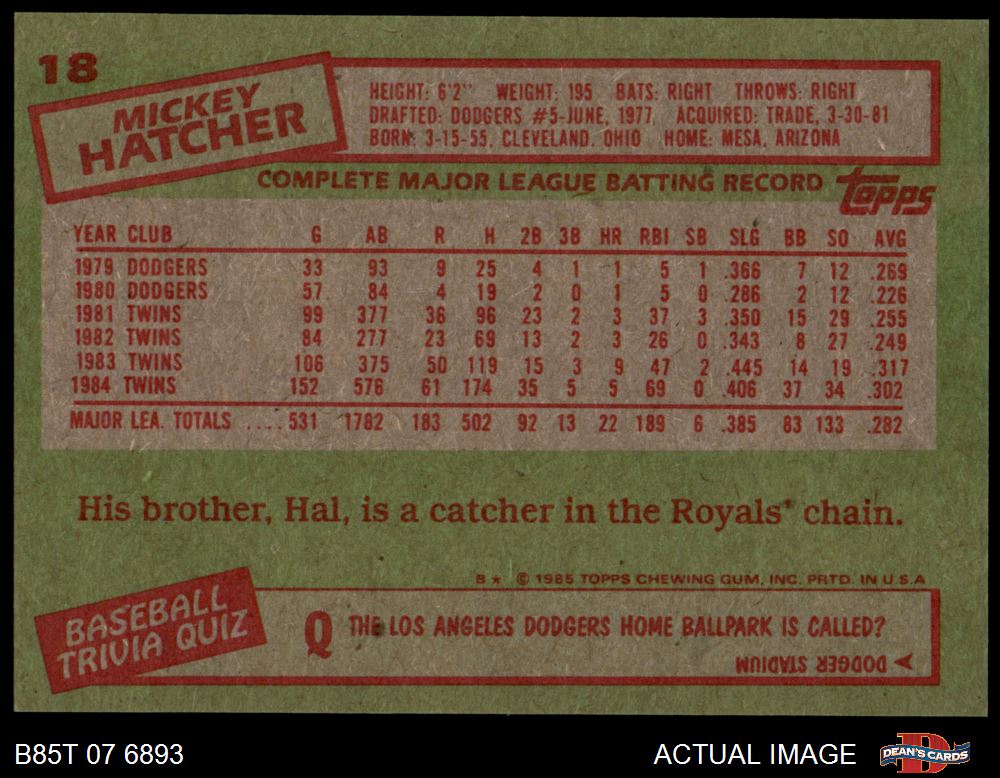 18
MICKEY
HATCHER
HEIGHT: 6'2" WEIGHT: 195 BATS: RIGHT THROWS: RIGHT
DRAFTED: DODGERS #5-JUNE, 1977 ACQUIRED: TRADE, 3-30-81
BORN: 3-15-55, CLEVELAND, OHIO HOME: MESA, ARIZONA
COMPLETE MAJOR LEAGUE BATTING RECORD
topps
YEAR CLUB G AB R H 2B 3B HR RBI SB SLG BB SO AVG
1979 DODGERS 33 93 9 25 4 1 1 5 1 .366 7 12 .269
1980 DODGERS 57 84 4 19 2 0 1 5 0 .286 2 12 .226
1981 TWINS 99 377 36 96 23 2 3 37 3 .350 15 29 .255
1982 TWINS 84 277 23 69 13 2 3 26 0 .343 8 27 .249
1983 TWINS 106 375 50 119 15 3 9 47 2 .445 14 19 .317
1984 TWINS 152 576 61 174 35 5 5 69 0 .406 37 34 .302
MAJOR LEA. TOTALS ....531 1782 183 502 92 13 22 189 6 .385 83 133 .282
His brother, Hal, is a catcher in the Royals' chain.
B★ © 1985 TOPPS CHEWING GUM, INC. PRTD. IN U.S.A
BASEBALL
TRIVIA QUIZ
Q THE LOS ANGELES DODGERS HOME BALLPARK IS CALLED?
DODGER STADIUM
B85T 07 6893
ACTUAL IMAGE
DEAN'S CARDS